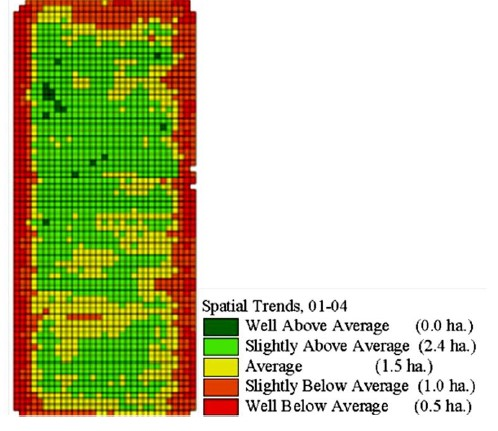 Spatial Trends, 01-04
Well Above Average (0.0 ha.)
Slightly Above Average (2.4 ha.)
Average (1.5 ha.)
Slightly Below Average (1.0 ha.)
Well Below Average (0.5 ha.)